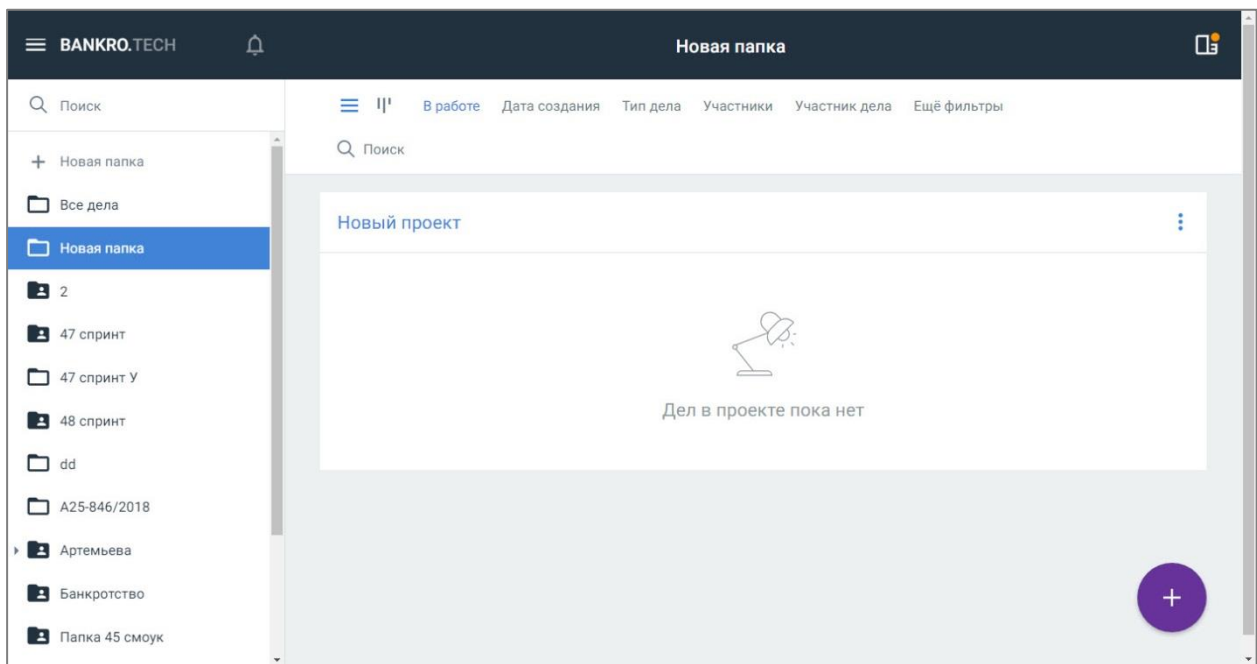 BANKRO.TECH
Новая папка
Поиск
В работе Дата создания Тип дела Участники Участник дела Ещё фильтры
Поиск
Новая папка
Все дела
Новая папка
2
47 спринт
47 спринт У
48 спринт
dd
А25-846/2018
Артемьева
Банкротство
Папка 45 смоук
Новый проект
Дел в проекте пока нет